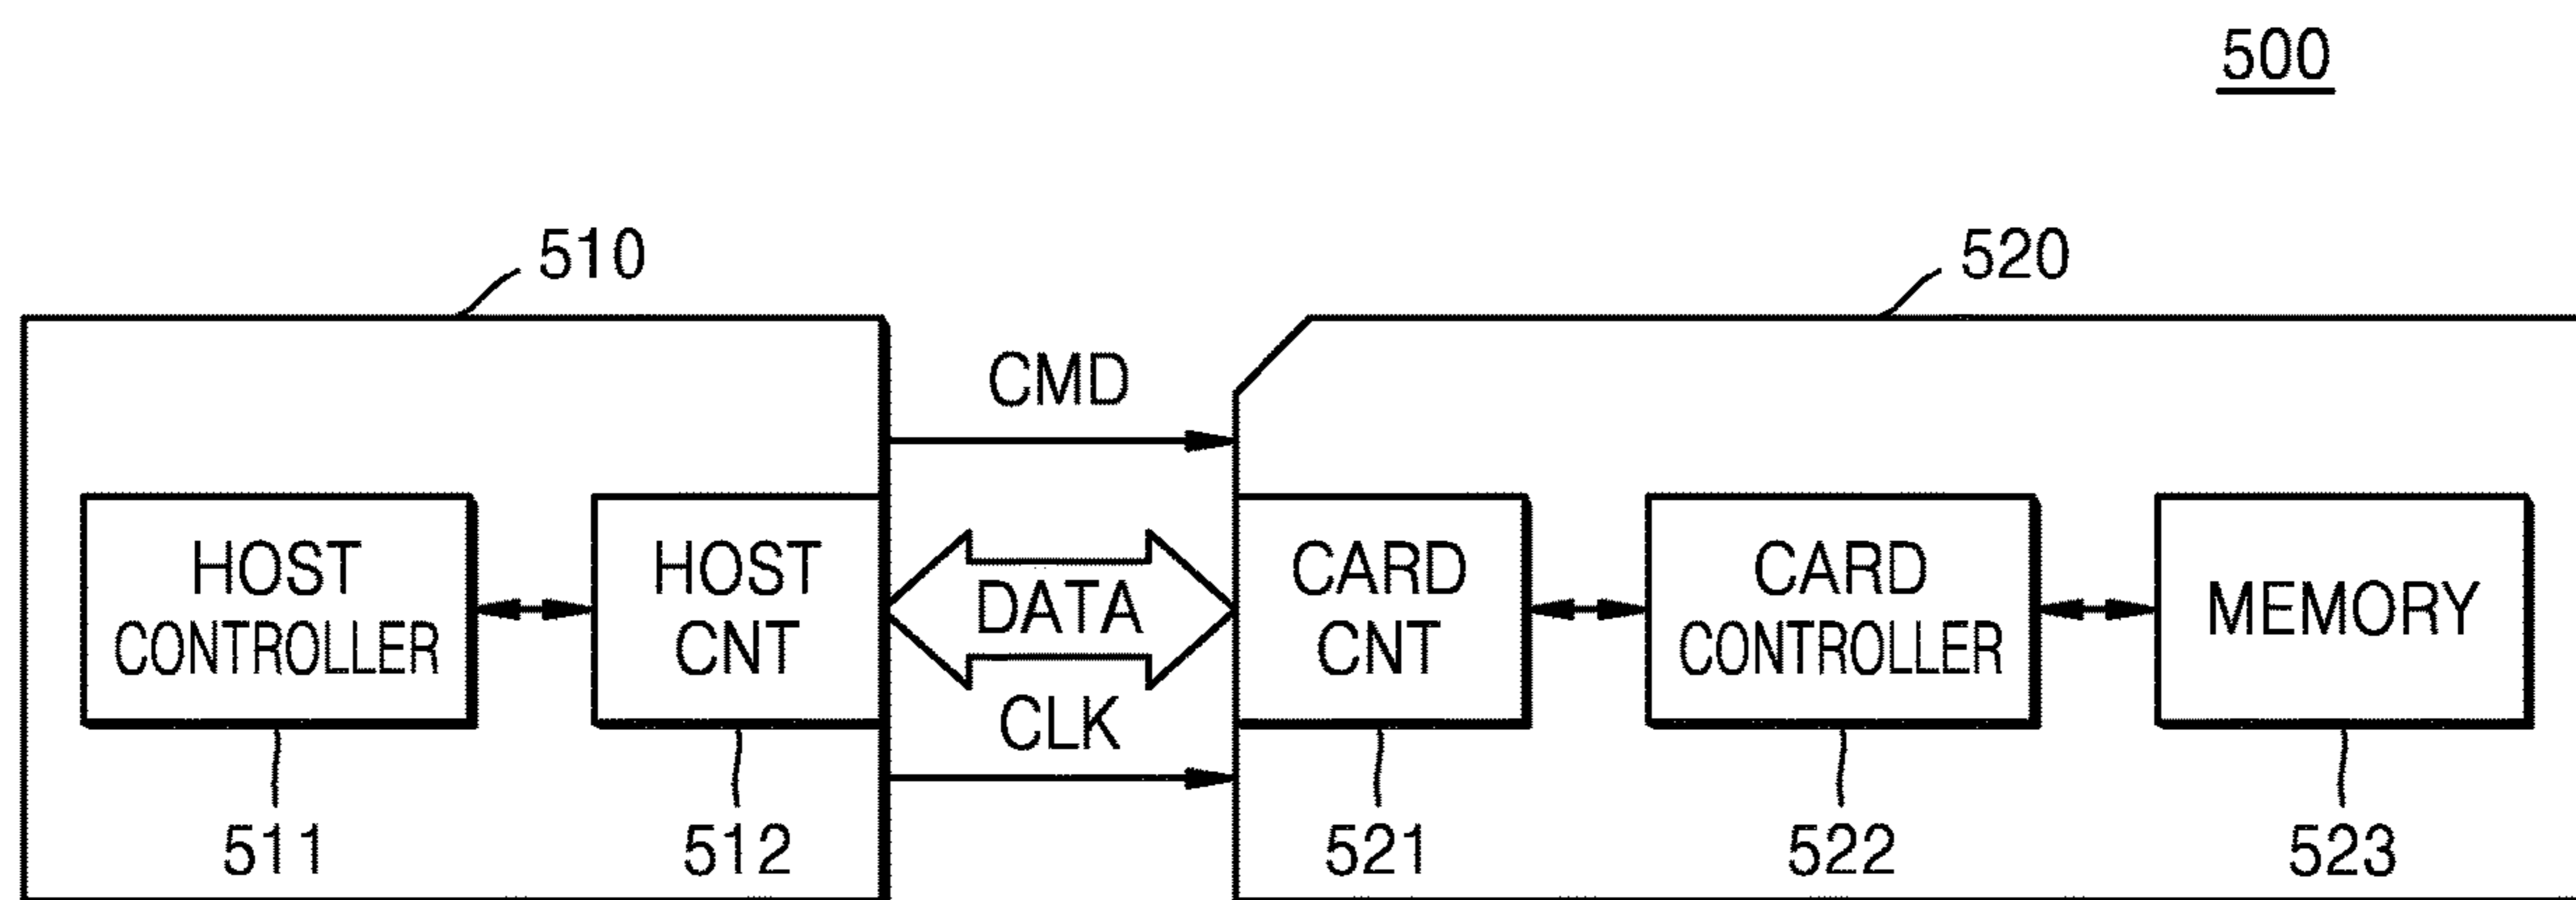 500
510
520
CMD
HOST
CONTROLLER
HOST
CNT
DATA
CARD
CNT
CARD
CONTROLLER
MEMORY
CLK
511
512
521
522
523